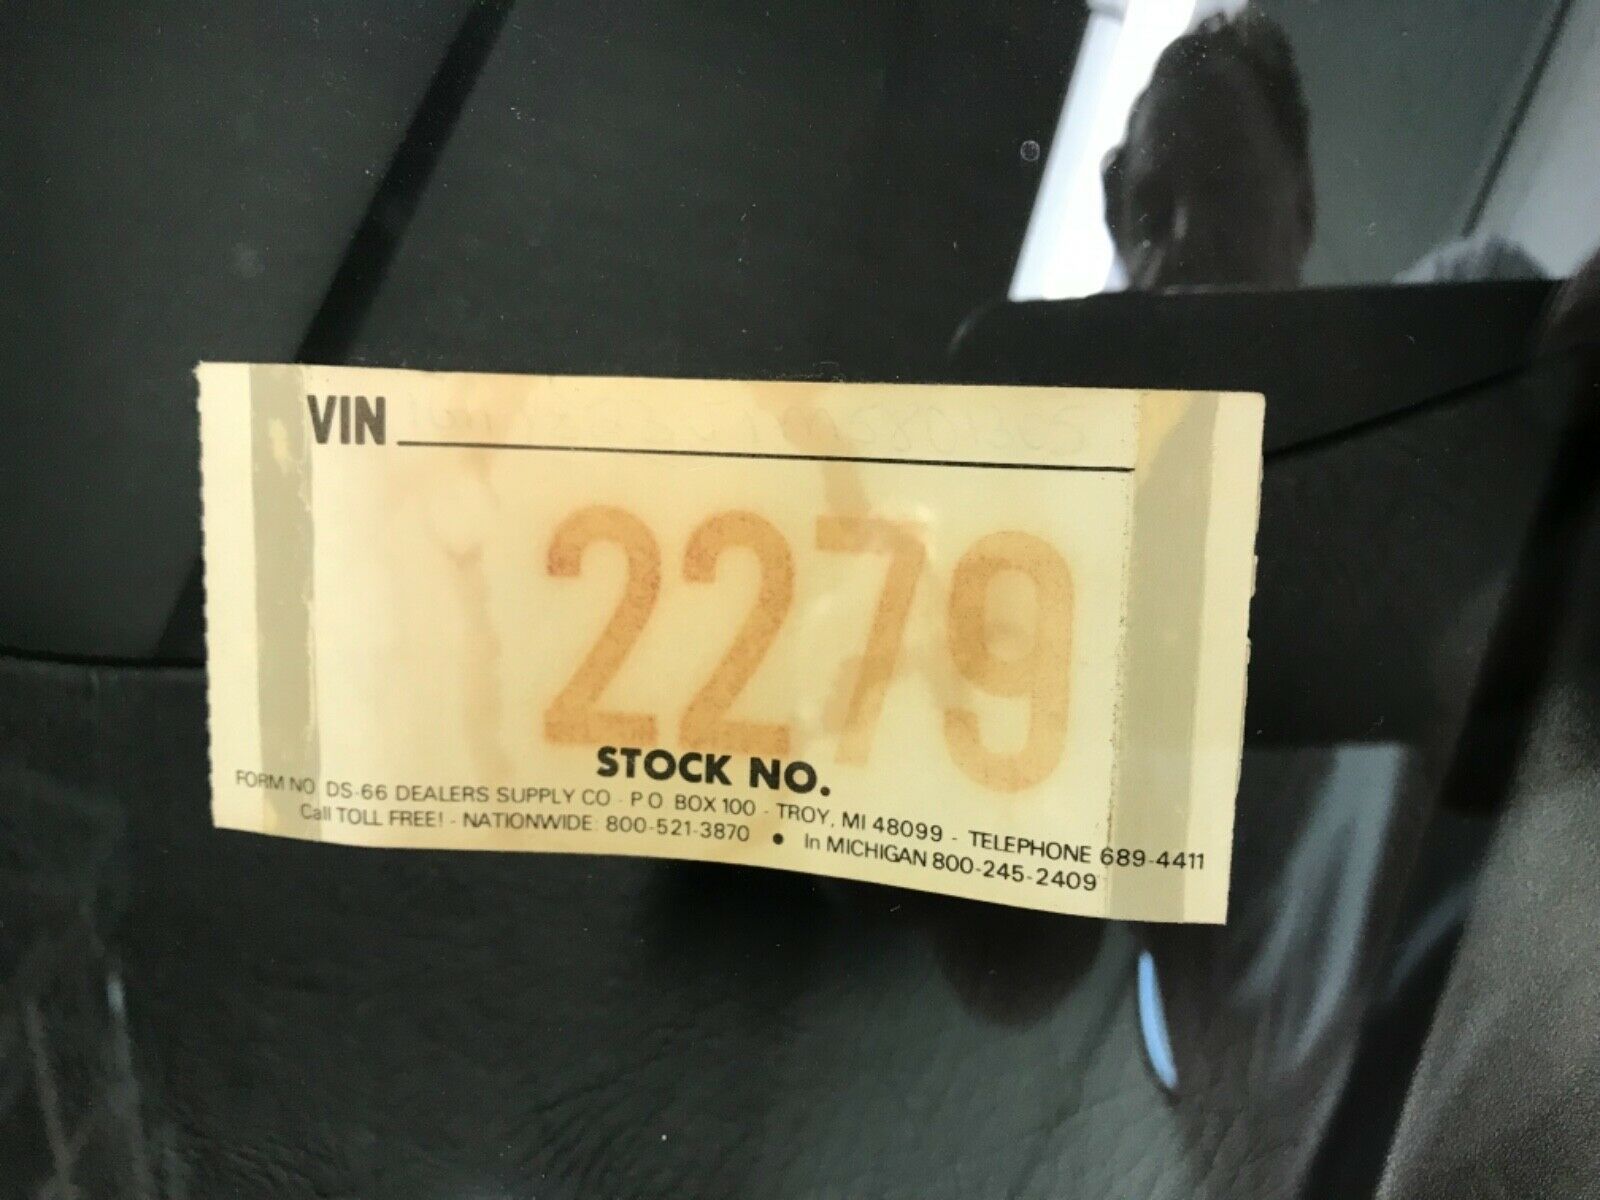 VIN
2279
STOCK NO.
FORM NO DS-66 DEALERS SUPPLY CO - P O BOX 100 - TROY, MI 48099 - TELEPHONE 689-4411
Call TOLL FREE! - NATIONWIDE: 800-521-3870 • In MICHIGAN 800-245-2409